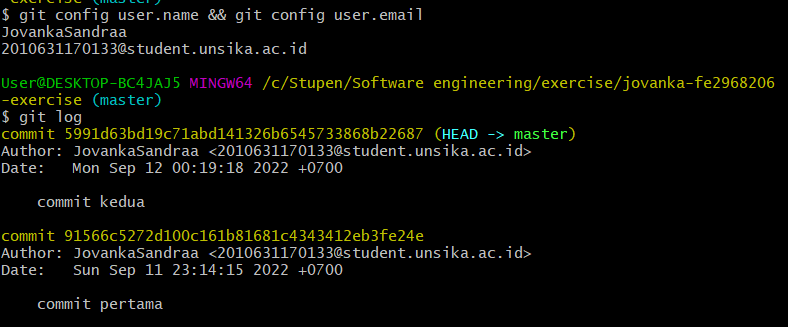 -exercise (master)
$ git config user.name && git config user.email
JovankaSandraa
2010631170133@student.unsika.ac.id
User@DESKTOP-BC4JAJ5 MINGW64 /c/Stupen/Software engineering/exercise/jovanka-fe2968206
-exercise (master)
$ git log
commit 5991d63bd19c71abd141326b6545733868b22687 (HEAD -> master)
Author: JovankaSandraa <2010631170133@student.unsika.ac.id>
Date:   Mon Sep 12 00:19:18 2022 +0700
commit kedua
commit 91566c5272d100c161b81681c4343412eb3fe24e
Author: JovankaSandraa <2010631170133@student.unsika.ac.id>
Date:   Sun Sep 11 23:14:15 2022 +0700
commit pertama